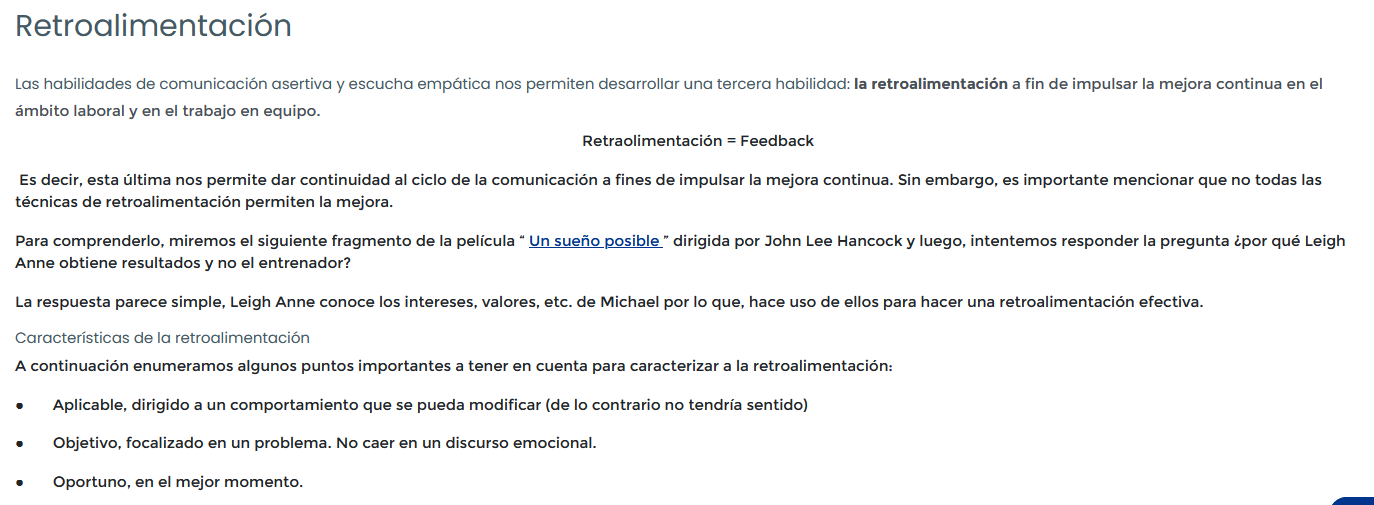 Retroalimentación
Las habilidades de comunicación asertiva y escucha empática nos permiten desarrollar una tercera habilidad: la retroalimentación a fin de impulsar la mejora continua en el
ámbito laboral y en el trabajo en equipo.
Retraolimentación = Feedback
Es decir, esta última nos permite dar continuidad al ciclo de la comunicación a fines de impulsar la mejora continua. Sin embargo, es importante mencionar que no todas las
técnicas de retroalimentación permiten la mejora.
Para comprenderlo, miremos el siguiente fragmento de la película “ Un sueño posible ” dirigida por John Lee Hancock y luego, intentemos responder la pregunta ¿por qué Leigh
Anne obtiene resultados y no el entrenador?
La respuesta parece simple, Leigh Anne conoce los intereses, valores, etc. de Michael por lo que, hace uso de ellos para hacer una retroalimentación efectiva.
Características de la retroalimentación
A continuación enumeramos algunos puntos importantes a tener en cuenta para caracterizar a la retroalimentación:
● Aplicable, dirigido a un comportamiento que se pueda modificar (de lo contrario no tendría sentido)
● Objetivo, focalizado en un problema. No caer en un discurso emocional.
● Oportuno, en el mejor momento.